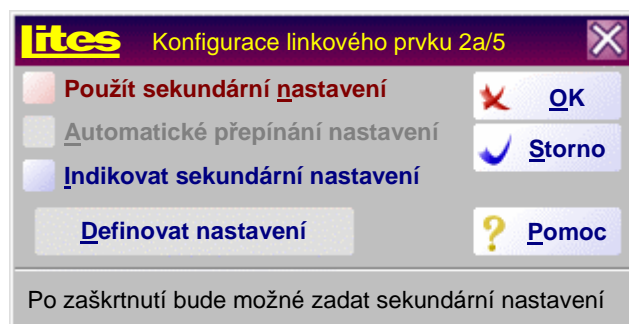 lites Konfigurace linkového prvku 2a/5
Použít sekundární nastavení
OK
Automatické přepínání nastavení
Storno
Indikovat sekundární nastavení
Definovat nastavení
? Pomoc
Po zaškrtnutí bude možné zadat sekundární nastavení